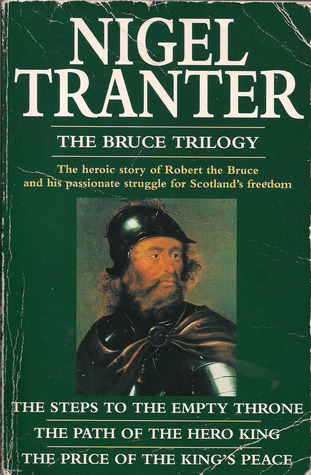 NIGEL
TRANTER
THE BRUCE TRILOGY
The heroic story of Robert the Bruce
and his passionate struggle for Scotland's freedom
THE STEPS TO THE EMPTY THRONE
THE PATH OF THE HERO KING
THE PRICE OF THE KING'S PEACE